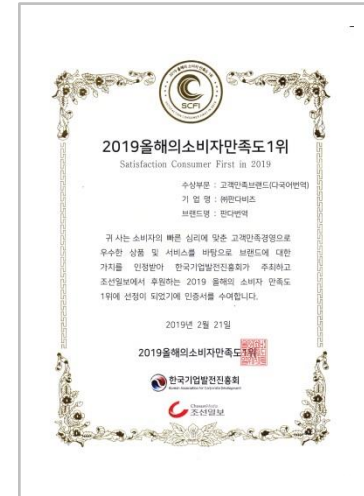 SCFI
2019올해의소비자만족도1위
Satisfaction Consumer First in 2019
수상부문 : 고객만족브랜드(다국어번역)
기 업 명 : ㈜판다비즈
브랜드명 : 판다번역
귀 사는 소비자의 빠른 심리에 맞춘 고객만족경영으로
우수한 상품 및 서비스를 바탕으로 브랜드에 대한
가치를 인정받아 한국기업발전진흥회가 주최하고
조선일보에서 후원하는 2019 올해의 소비자 만족도
1위에 선정이 되었기에 인증서를 수여합니다.
2019년 2월 21일
2019올해의소비자만족도1위
한국기업발전진흥회
조선일보